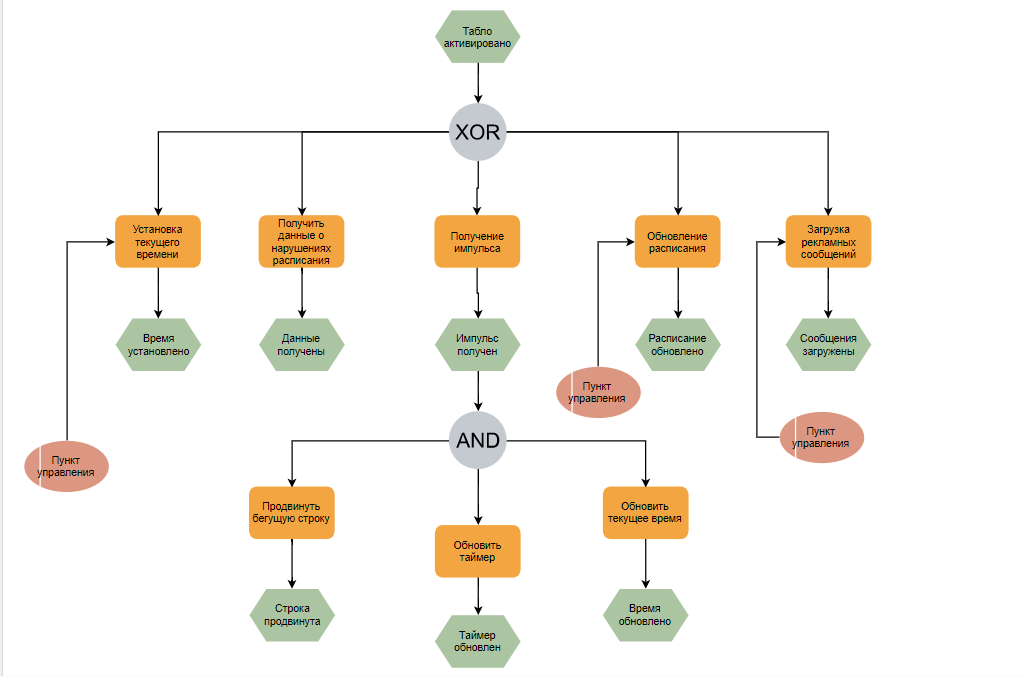 Табло
активировано
XOR
Установка
текущего
времени
Получить
данные о
нарушениях
расписания
Получение
импульса
Обновление
расписания
Загрузка
рекламных
сообщений
Время
установлено
Данные
получены
Импульс
получен
Расписание
обновлено
Сообщения
загружены
Пункт
управления
Пункт
управления
Пункт
управления
AND
Продвинуть
бегущую строку
Обновить
таймер
Обновить
текущее время
Строка
продвинута
Таймер
обновлен
Время
обновлено